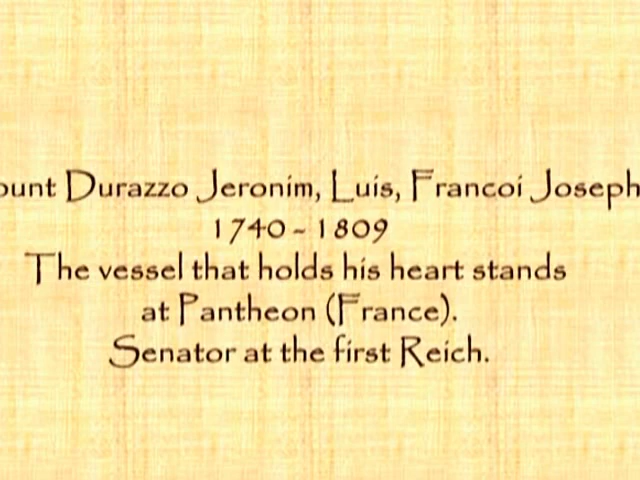 ount Durazzo Jeronim, Luis, Francoi Joseph
1740 - 1809
The vessel that holds his heart stands
at Pantheon (France).
Senator at the first Reich.